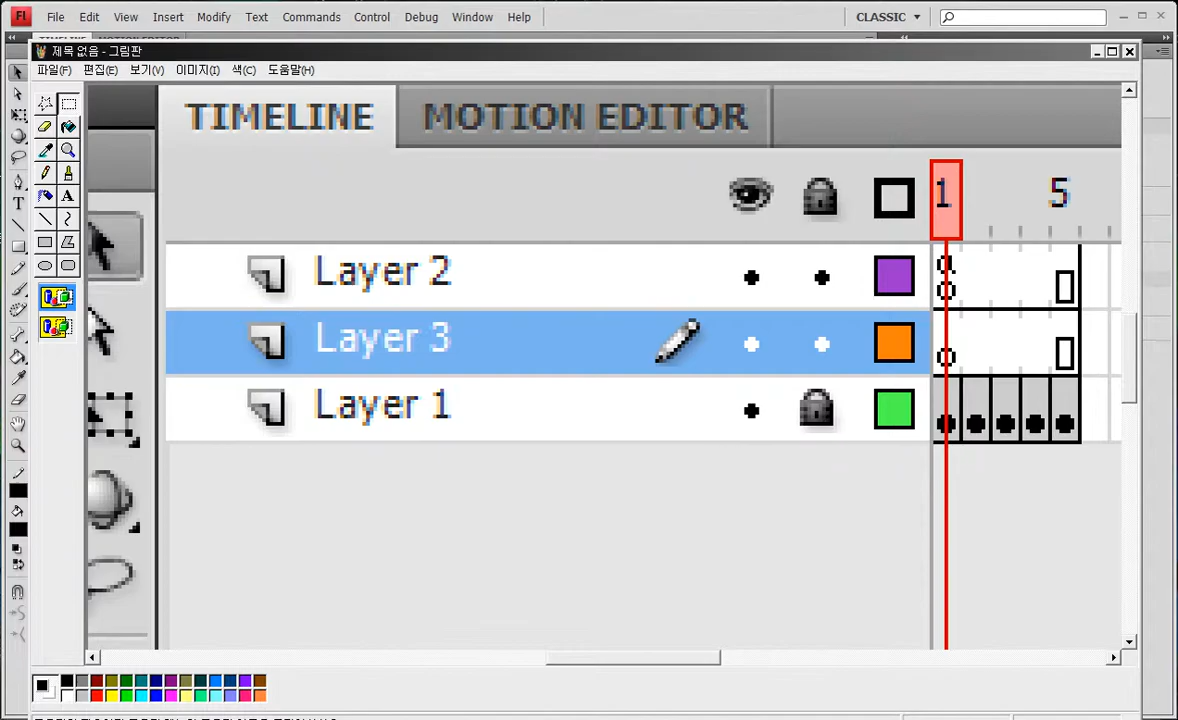 Fl File Edit View Insert Modify Text Commands Control Debug Window Help CLASSIC
제목 없음 - 그림판
파일(F) 편집(E) 보기(V) 이미지(I) 색(C) 도움말(H)
TIMELINE MOTION EDITOR
1 5
Layer 2
Layer 3
Layer 1